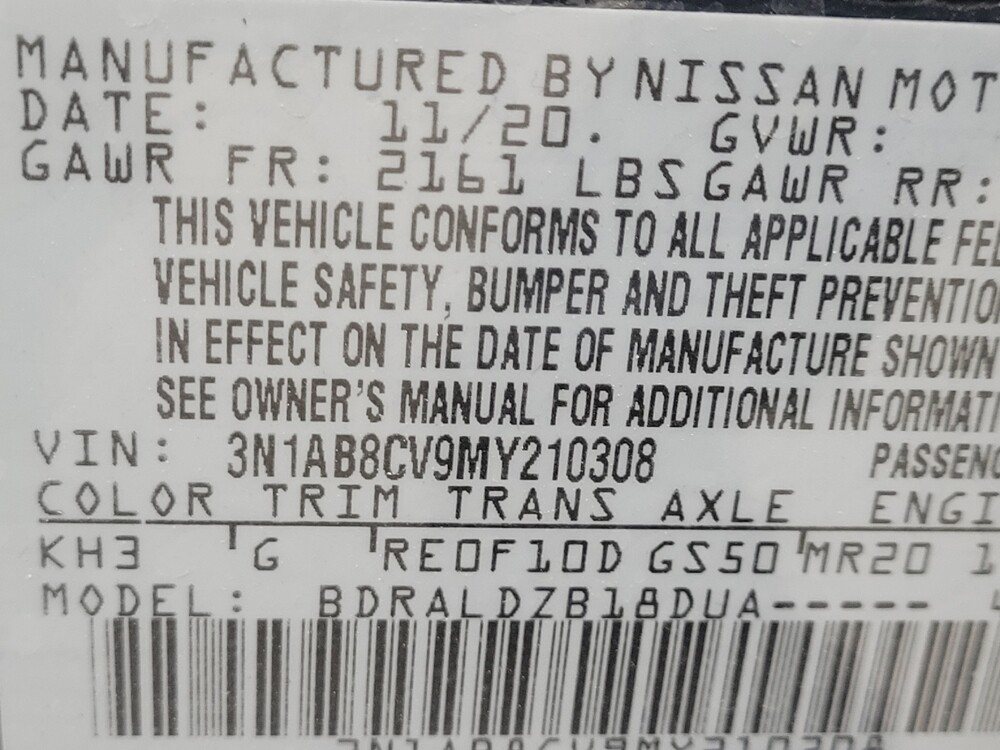 MANUFACTURED BY NISSAN MOT
DATE: 11/20. GVWR:
GAWR FR: 2161 LBS GAWR RR:
THIS VEHICLE CONFORMS TO ALL APPLICABLE FE
VEHICLE SAFETY, BUMPER AND THEFT PREVENTIO
IN EFFECT ON THE DATE OF MANUFACTURE SHOWN
SEE OWNER'S MANUAL FOR ADDITIONAL INFORMATI
VIN: 3N1AB8CV9MY210308 PASSENG
COLOR TRIM TRANS AXLE ENGI
KH3 G RE0F10D GS50 MR20 1
MODEL: BDRALDZB18DUA-----
3N1AB8CV9MY210308